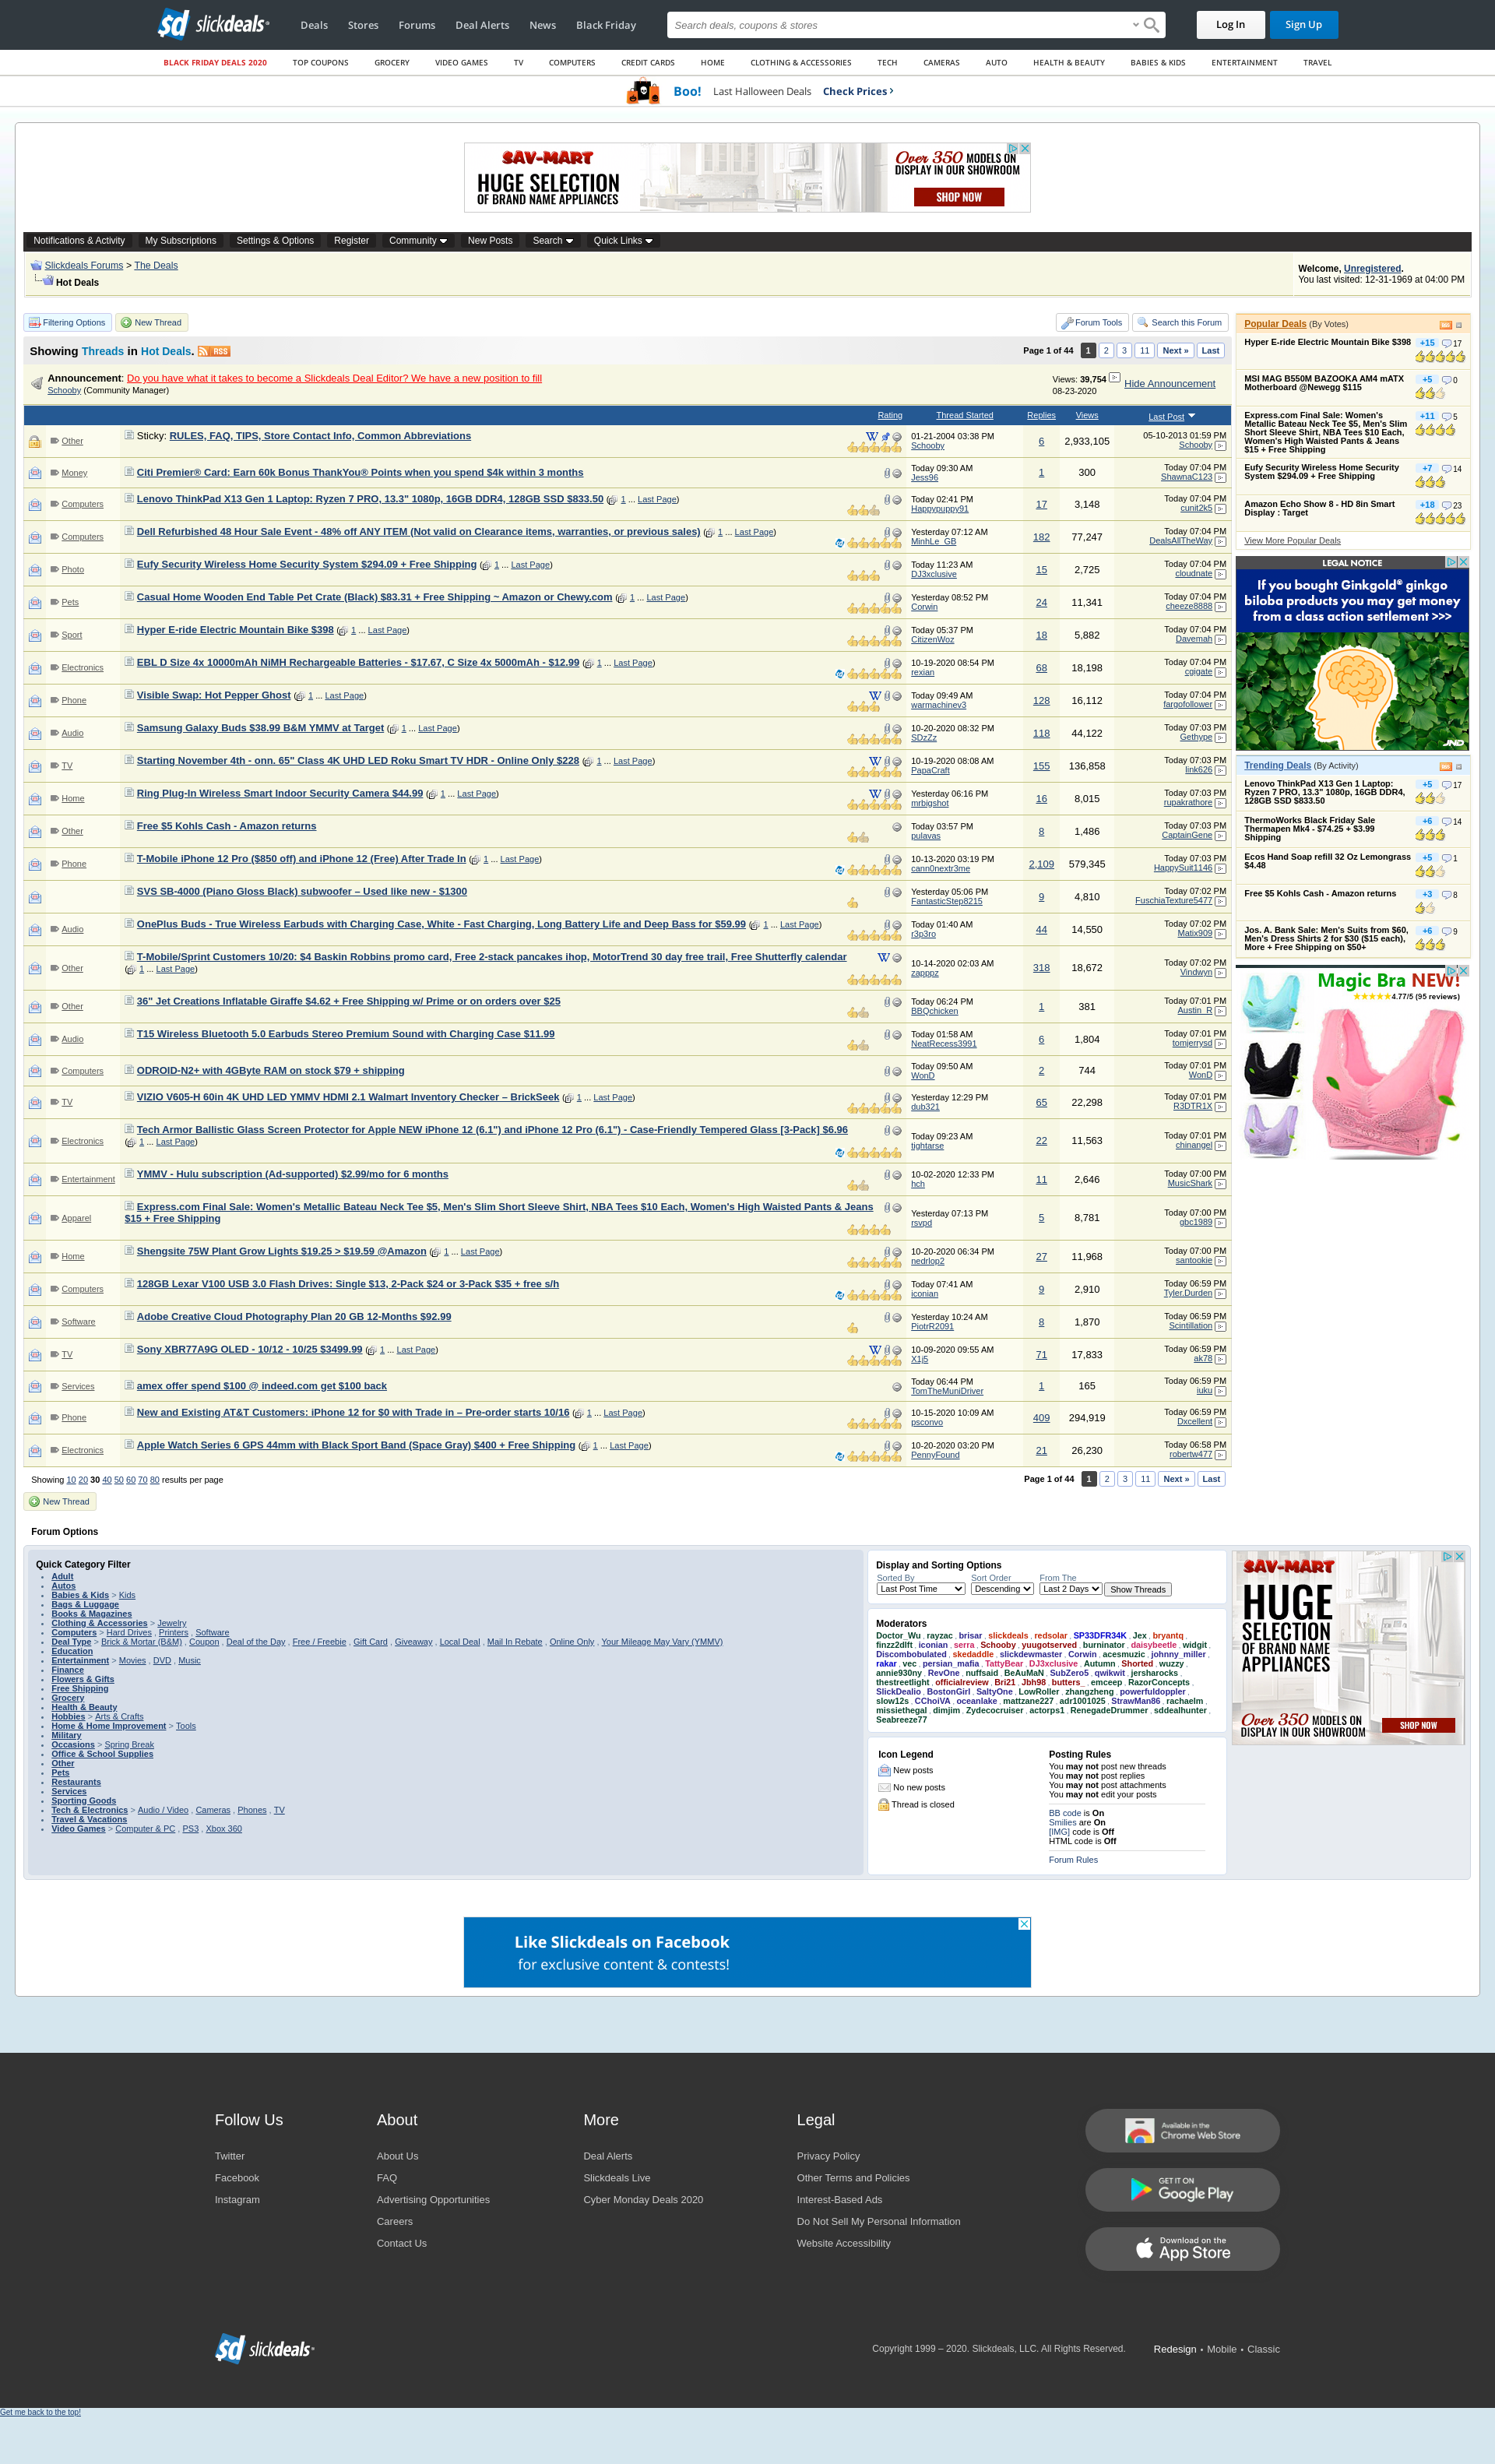 slickdeals
Deals Stores Forums Deal Alerts News Black Friday
Search deals, coupons & stores
Log In Sign Up
BLACK FRIDAY DEALS 2020 TOP COUPONS GROCERY VIDEO GAMES TV COMPUTERS CREDIT CARDS HOME CLOTHING & ACCESSORIES TECH CAMERAS AUTO HEALTH & BEAUTY BABIES & KIDS ENTERTAINMENT TRAVEL
Boo! Last Halloween Deals Check Prices
SAV-MART
HUGE SELECTION
OF BRAND NAME APPLIANCES
OVER 350 MODELS ON
DISPLAY IN OUR SHOWROOM
SHOP NOW
Notifications & Activity My Subscriptions Settings & Options Register Community New Posts Search Quick Links
Slickdeals Forums > The Deals
Hot Deals
Welcome, Unregistered.
You last visited: 12-31-1969 at 04:00 PM
Filtering Options New Thread Forum Tools Search this Forum
Showing Threads in Hot Deals. RSS
Page 1 of 44 1 2 3 11 Next » Last
Announcement: Do you have what it takes to become a Slickdeals Deal Editor? We have a new position to fill
Schooby (Community Manager)
Views: 39,754
08-23-2020
Hide Announcement
Rating Thread Started Replies Views Last Post
Other Sticky: RULES, FAQ, TIPS, Store Contact Info, Common Abbreviations 01-21-2004 03:38 PM Schooby 6 2,933,105 05-10-2013 01:59 PM Schooby
Money Citi Premier® Card: Earn 60k Bonus ThankYou® Points when you spend $4k within 3 months Today 09:30 AM Jess96 1 300 Today 07:04 PM ShawnaC123
Computers Lenovo ThinkPad X13 Gen 1 Laptop: Ryzen 7 PRO, 13.3" 1080p, 16GB DDR4, 128GB SSD $833.50 ( 1 ... Last Page) Today 02:41 PM Happypuppy91 17 3,148 Today 07:04 PM cunit2k5
Computers Dell Refurbished 48 Hour Sale Event - 48% off ANY ITEM (Not valid on Clearance items, warranties, or previous sales) ( 1 ... Last Page) Yesterday 07:12 AM MinhLe_GB 182 77,247 Today 07:04 PM DealsAllTheWay
Photo Eufy Security Wireless Home Security System $294.09 + Free Shipping ( 1 ... Last Page) Today 11:23 AM DJ3xclusive 15 2,725 Today 07:04 PM cloudnate
Pets Casual Home Wooden End Table Pet Crate (Black) $83.31 + Free Shipping ~ Amazon or Chewy.com ( 1 ... Last Page) Yesterday 08:52 PM Corwin 24 11,341 Today 07:04 PM cheeze8888
Sport Hyper E-ride Electric Mountain Bike $398 ( 1 ... Last Page) Today 05:37 PM CitizenWoz 18 5,882 Today 07:04 PM Davemah
Electronics EBL D Size 4x 10000mAh NiMH Rechargeable Batteries - $17.67, C Size 4x 5000mAh - $12.99 ( 1 ... Last Page) 10-19-2020 08:54 PM rexian 68 18,198 Today 07:04 PM cgigate
Phone Visible Swap: Hot Pepper Ghost ( 1 ... Last Page) Today 09:49 AM warmachinev3 128 16,112 Today 07:04 PM fargofollower
Audio Samsung Galaxy Buds $38.99 B&M YMMV at Target ( 1 ... Last Page) 10-20-2020 08:32 PM SDzZz 118 44,122 Today 07:03 PM Gethype
TV Starting November 4th - onn. 65" Class 4K UHD LED Roku Smart TV HDR - Online Only $228 ( 1 ... Last Page) 10-19-2020 08:08 AM PapaCraft 155 136,858 Today 07:03 PM link626
Home Ring Plug-In Wireless Smart Indoor Security Camera $44.99 ( 1 ... Last Page) Yesterday 06:16 PM mrbigshot 16 8,015 Today 07:03 PM rupakrathore
Other Free $5 Kohls Cash - Amazon returns Today 03:57 PM pulavas 8 1,486 Today 07:03 PM CaptainGene
Phone T-Mobile iPhone 12 Pro ($850 off) and iPhone 12 (Free) After Trade In ( 1 ... Last Page) 10-13-2020 03:19 PM cann0nextr3me 2,109 579,345 Today 07:03 PM HappySuit1146
SVS SB-4000 (Piano Gloss Black) subwoofer – Used like new - $1300 Yesterday 05:06 PM FantasticStep8215 9 4,810 Today 07:02 PM FuschiaTexture5477
Audio OnePlus Buds - True Wireless Earbuds with Charging Case, White - Fast Charging, Long Battery Life and Deep Bass for $59.99 ( 1 ... Last Page) Today 01:40 AM r3p3ro 44 14,550 Today 07:02 PM Matix909
Other T-Mobile/Sprint Customers 10/20: $4 Baskin Robbins promo card, Free 2-stack pancakes ihop, MotorTrend 30 day free trail, Free Shutterfly calendar ( 1 ... Last Page) 10-14-2020 02:03 AM zapppz 318 18,672 Today 07:02 PM Vindwyn
Other 36" Jet Creations Inflatable Giraffe $4.62 + Free Shipping w/ Prime or on orders over $25 Today 06:24 PM BBQchicken 1 381 Today 07:01 PM Austin_R
Audio T15 Wireless Bluetooth 5.0 Earbuds Stereo Premium Sound with Charging Case $11.99 Today 01:58 AM NeatRecess3991 6 1,804 Today 07:01 PM tomjerrysd
Computers ODROID-N2+ with 4GByte RAM on stock $79 + shipping Today 09:50 AM WonD 2 744 Today 07:01 PM WonD
TV VIZIO V605-H 60in 4K UHD LED YMMV HDMI 2.1 Walmart Inventory Checker – BrickSeek ( 1 ... Last Page) Yesterday 12:29 PM dub321 65 22,298 Today 07:01 PM R3DTR1X
Electronics Tech Armor Ballistic Glass Screen Protector for Apple NEW iPhone 12 (6.1") and iPhone 12 Pro (6.1") - Case-Friendly Tempered Glass [3-Pack] $6.96 ( 1 ... Last Page) Today 09:23 AM tightarse 22 11,563 Today 07:01 PM chinangel
Entertainment YMMV - Hulu subscription (Ad-supported) $2.99/mo for 6 months 10-02-2020 12:33 PM hch 11 2,646 Today 07:00 PM MusicShark
Apparel Express.com Final Sale: Women's Metallic Bateau Neck Tee $5, Men's Slim Short Sleeve Shirt, NBA Tees $10 Each, Women's High Waisted Pants & Jeans $15 + Free Shipping Yesterday 07:13 PM rsvpd 5 8,781 Today 07:00 PM gbc1989
Home Shengsite 75W Plant Grow Lights $19.25 > $19.59 @Amazon ( 1 ... Last Page) 10-20-2020 06:34 PM nedrlop2 27 11,968 Today 07:00 PM santookie
Computers 128GB Lexar V100 USB 3.0 Flash Drives: Single $13, 2-Pack $24 or 3-Pack $35 + free s/h Today 07:41 AM iconian 9 2,910 Today 06:59 PM Tyler.Durden
Software Adobe Creative Cloud Photography Plan 20 GB 12-Months $92.99 Yesterday 10:24 AM PiotrR2091 8 1,870 Today 06:59 PM Scintillation
TV Sony XBR77A9G OLED - 10/12 - 10/25 $3499.99 ( 1 ... Last Page) 10-09-2020 09:55 AM X1j5 71 17,833 Today 06:59 PM ak78
Services amex offer spend $100 @ indeed.com get $100 back Today 06:44 PM TomTheMuniDriver 1 165 Today 06:59 PM iuku
Phone New and Existing AT&T Customers: iPhone 12 for $0 with Trade in – Pre-order starts 10/16 ( 1 ... Last Page) 10-15-2020 10:09 AM psconvo 409 294,919 Today 06:59 PM Dxcellent
Electronics Apple Watch Series 6 GPS 44mm with Black Sport Band (Space Gray) $400 + Free Shipping ( 1 ... Last Page) 10-20-2020 03:20 PM PennyFound 21 26,230 Today 06:58 PM robertw477
Showing 10 20 30 40 50 60 70 80 results per page
Page 1 of 44 1 2 3 11 Next » Last
New Thread
Popular Deals (By Votes)
Hyper E-ride Electric Mountain Bike $398 +15 17
MSI MAG B550M BAZOOKA AM4 mATX Motherboard @Newegg $115 +5 0
Express.com Final Sale: Women's Metallic Bateau Neck Tee $5, Men's Slim Short Sleeve Shirt, NBA Tees $10 Each, Women's High Waisted Pants & Jeans $15 + Free Shipping +11 5
Eufy Security Wireless Home Security System $294.09 + Free Shipping +7 14
Amazon Echo Show 8 - HD 8in Smart Display : Target +18 23
View More Popular Deals
LEGAL NOTICE
If you bought Ginkgold® ginkgo
biloba products you may get money
from a class action settlement >>>
JND
Trending Deals (By Activity)
Lenovo ThinkPad X13 Gen 1 Laptop: Ryzen 7 PRO, 13.3" 1080p, 16GB DDR4, 128GB SSD $833.50 +5 17
ThermoWorks Black Friday Sale Thermapen Mk4 - $74.25 + $3.99 Shipping +6 14
Ecos Hand Soap refill 32 Oz Lemongrass $4.48 +5 1
Free $5 Kohls Cash - Amazon returns +3 8
Jos. A. Bank Sale: Men's Suits from $60, Men's Dress Shirts 2 for $30 ($15 each), More + Free Shipping on $50+ +6 9
Magic Bra NEW!
4.77/5 (95 reviews)
Forum Options
Quick Category Filter
Adult
Autos
Babies & Kids > Kids
Bags & Luggage
Books & Magazines
Clothing & Accessories > Jewelry
Computers > Hard Drives , Printers , Software
Deal Type > Brick & Mortar (B&M) , Coupon , Deal of the Day , Free / Freebie , Gift Card , Giveaway , Local Deal , Mail In Rebate , Online Only , Your Mileage May Vary (YMMV)
Education
Entertainment > Movies , DVD , Music
Finance
Flowers & Gifts
Free Shipping
Grocery
Health & Beauty
Hobbies > Arts & Crafts
Home & Home Improvement > Tools
Military
Occasions > Spring Break
Office & School Supplies
Other
Pets
Restaurants
Services
Sporting Goods
Tech & Electronics > Audio / Video , Cameras , Phones , TV
Travel & Vacations
Video Games > Computer & PC , PS3 , Xbox 360
Display and Sorting Options
Sorted By Sort Order From The
Last Post Time Descending Last 2 Days Show Threads
Moderators
Doctor_Wu , rayzac , brisar , slickdeals , redsolar , SP33DFR34K , Jex , bryantq ,
finzz2dlft , iconian , serra , Schooby , yuugotserved , burninator , daisybeetle , widgit ,
Discombobulated , skedaddle , slickdewmaster , Corwin , acesmuzic , johnny_miller ,
rakar , vec , persian_mafia , TattyBear , DJ3xclusive , Autumn , Shorted , wuzzy ,
annie930ny , RevOne , nuffsaid , BeAuMaN , SubZero5 , qwikwit , jersharocks ,
thestreetlight , officialreview , Bri21 , Jbh98 , butters_ , emceep , RazorConcepts ,
SlickDealio , BostonGirl , SaltyOne , LowRoller , zhangzheng , powerfuldoppler ,
slow12s , CChoiVA , oceanlake , mattzane227 , adr1001025 , StrawMan86 , rachaelm ,
missiethegal , dimjim , Zydecocruiser , actorps1 , RenegadeDrummer , sddealhunter ,
Seabreeze77
Icon Legend
New posts
No new posts
Thread is closed
Posting Rules
You may not post new threads
You may not post replies
You may not post attachments
You may not edit your posts
BB code is On
Smilies are On
[IMG] code is Off
HTML code is Off
Forum Rules
SAV-MART
HUGE
SELECTION
OF BRAND NAME
APPLIANCES
OVER 350 MODELS ON
DISPLAY IN OUR SHOWROOM
SHOP NOW
Like Slickdeals on Facebook
for exclusive content & contests!
Follow Us
Twitter
Facebook
Instagram
About
About Us
FAQ
Advertising Opportunities
Careers
Contact Us
More
Deal Alerts
Slickdeals Live
Cyber Monday Deals 2020
Legal
Privacy Policy
Other Terms and Policies
Interest-Based Ads
Do Not Sell My Personal Information
Website Accessibility
Available in the
Chrome Web Store
GET IT ON
Google Play
Download on the
App Store
slickdeals
Copyright 1999 – 2020. Slickdeals, LLC. All Rights Reserved. Redesign • Mobile • Classic
Get me back to the top!